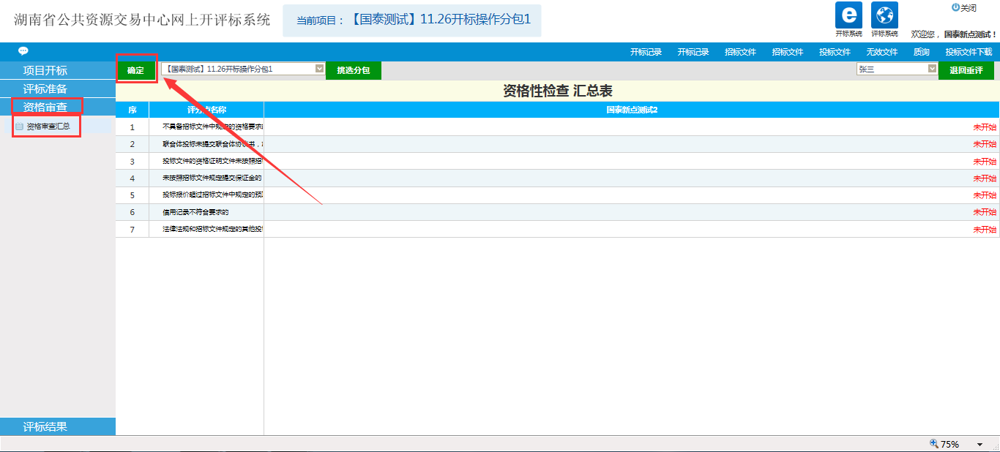 湖南省公共资源交易中心网上开评标系统
当前项目：【国泰测试】11.26开标操作分包1
开标系统
评标系统
关闭
欢迎您，国泰新点测试！
开标记录 开标记录 招标文件 招标文件 投标文件 无效文件 质询 投标文件下载
项目开标
评标准备
资格审查
资格审查汇总
评标结果
确定
【国泰测试】11.26开标操作分包1
挑选分包
张三
退回重评
资格性检查 汇总表
序 评分点名称 国泰新点测试2
1 不具备招标文件中规定的资格要求 未开始
2 联合体投标未提交联合体协议书， 未开始
3 投标文件的资格证明文件未按照招 未开始
4 未按照招标文件规定提交保证金的 未开始
5 投标报价超过招标文件中规定的预 未开始
6 信用记录不符合要求的 未开始
7 法律法规和招标文件规定的其他投 未开始
75%